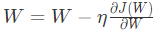 W = W − η ∂J(W)/∂W